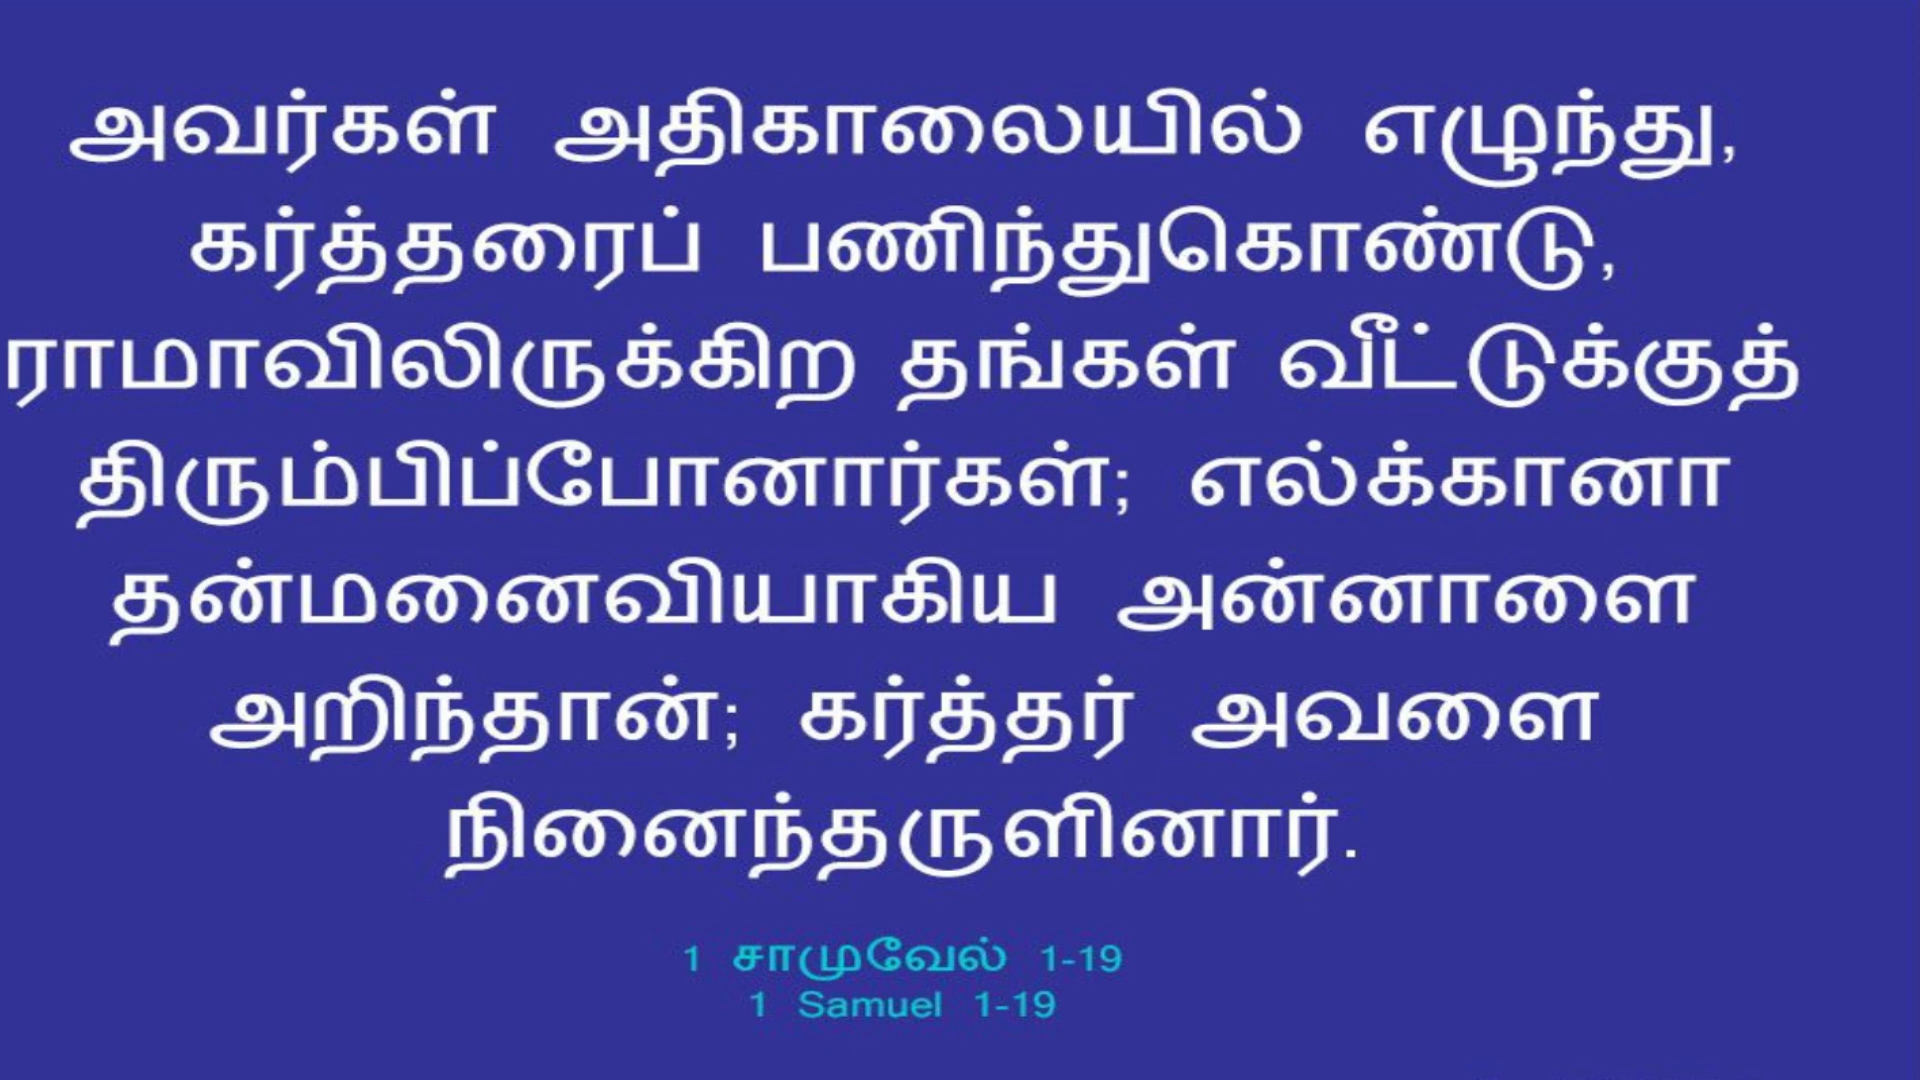 அவர்கள் அதிகாலையில் எழுந்து,
கர்த்தரைப் பணிந்துகொண்டு,
ராமாவிலிருக்கிற தங்கள் வீட்டுக்குத்
திரும்பிப்போனார்கள்; எல்க்கானா
தன்மனைவியாகிய அன்னாளை
அறிந்தான்; கர்த்தர் அவளை
நினைந்தருளினார்.
1 சாமுவேல் 1-19
1 Samuel 1-19